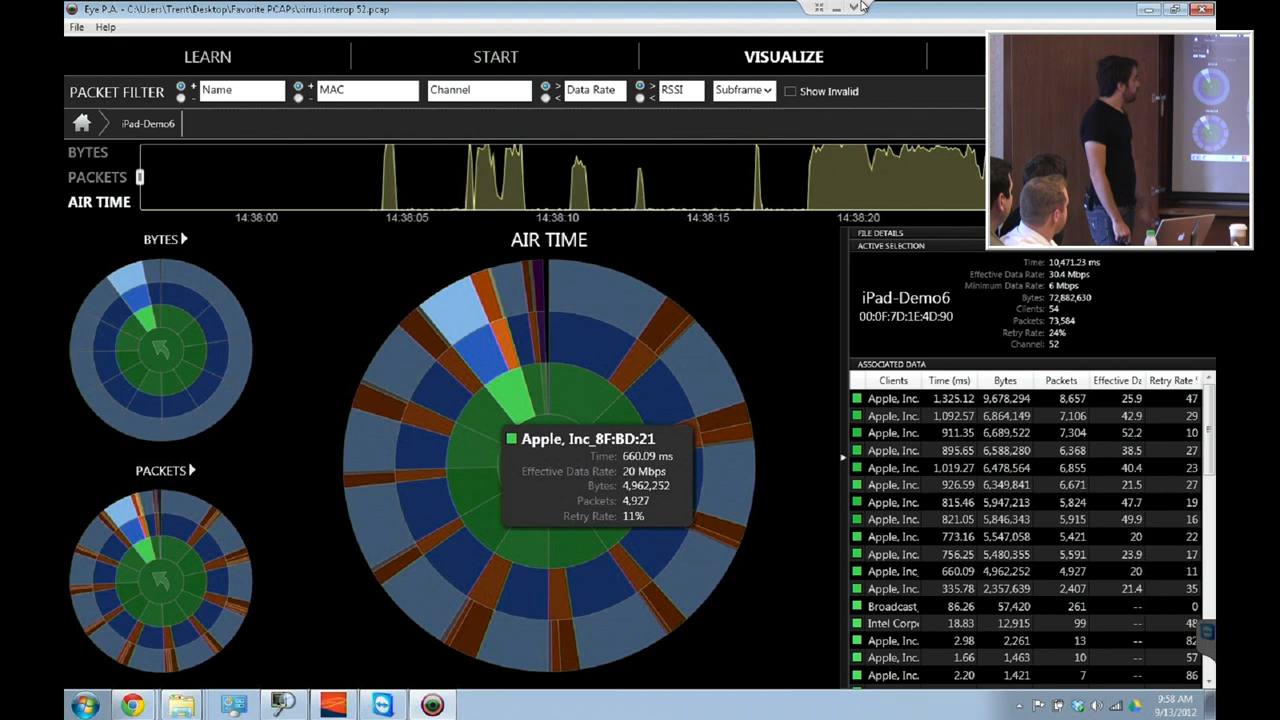 Eye P.A. - C:\Users\Trent\Desktop\Favorite PCAPs\xirrus interop 52.pcap
File Help
LEARN START VISUALIZE
PACKET FILTER + - Name + - MAC Channel > < Data Rate > < RSSI Subframe Show Invalid
iPad-Demo6
BYTES
PACKETS
AIR TIME
14:38:00 14:38:05 14:38:10 14:38:15 14:38:20
BYTES
AIR TIME
PACKETS
Apple, Inc_8F:BD:21
Time: 660.09 ms
Effective Data Rate: 20 Mbps
Bytes: 4,962,252
Packets: 4,927
Retry Rate: 11%
FILE DETAILS
ACTIVE SELECTION
iPad-Demo6
00:0F:7D:1E:4D:90
Time: 10,471.23 ms
Effective Data Rate: 30.4 Mbps
Minimum Data Rate: 6 Mbps
Bytes: 72,882,630
Clients: 54
Packets: 73,584
Retry Rate: 24%
Channel: 52
ASSOCIATED DATA
Clients Time (ms) Bytes Packets Effective Da Retry Rate
Apple, Inc. 1,325.12 9,678,294 8,657 25.9 47
Apple, Inc. 1,092.57 6,864,149 7,106 42.9 29
Apple, Inc. 911.35 6,689,522 7,304 52.2 10
Apple, Inc. 895.65 6,588,280 6,368 38.5 27
Apple, Inc. 1,019.27 6,478,564 6,855 40.4 23
Apple, Inc. 926.59 6,349,841 6,671 21.5 27
Apple, Inc. 815.46 5,947,213 5,824 47.7 19
Apple, Inc. 821.05 5,846,343 5,915 49.9 16
Apple, Inc. 773.16 5,547,058 5,421 20 22
Apple, Inc. 756.25 5,480,355 5,591 23.9 17
Apple, Inc. 660.09 4,962,252 4,927 20 11
Apple, Inc. 335.78 2,357,639 2,407 21.4 35
Broadcast 86.26 57,420 261 -- 0
Intel Corp 18.83 12,915 99 -- 48
Apple, Inc. 2.98 2,261 13 -- 82
Apple, Inc. 1.66 1,463 10 -- 57
Apple, Inc. 2.20 1,421 7 -- 86
9:58 AM
9/13/2012